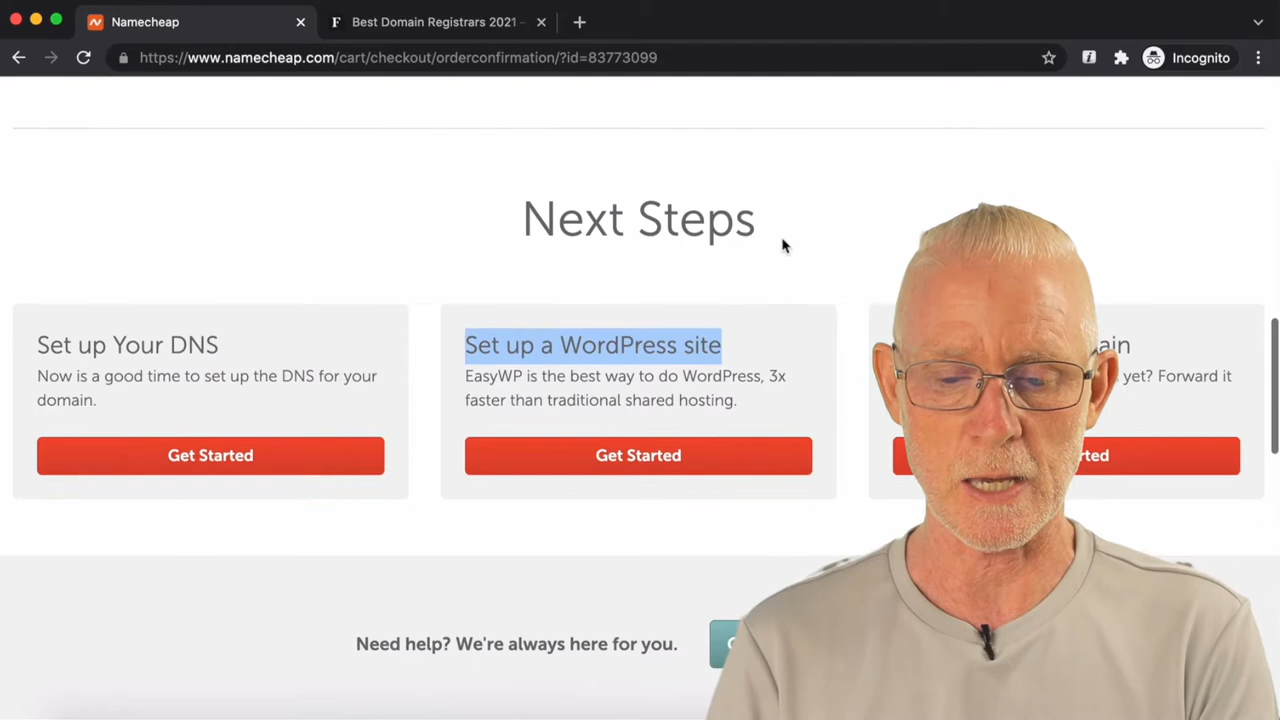 Namecheap
F Best Domain Registrars 2021 -
https://www.namecheap.com/cart/checkout/orderconfirmation/?id=83773099
Incognito
Next Steps
Set up Your DNS
Now is a good time to set up the DNS for your
domain.
Get Started
Set up a WordPress site
EasyWP is the best way to do WordPress, 3x
faster than traditional shared hosting.
Get Started
yet? Forward it
Need help? We're always here for you.